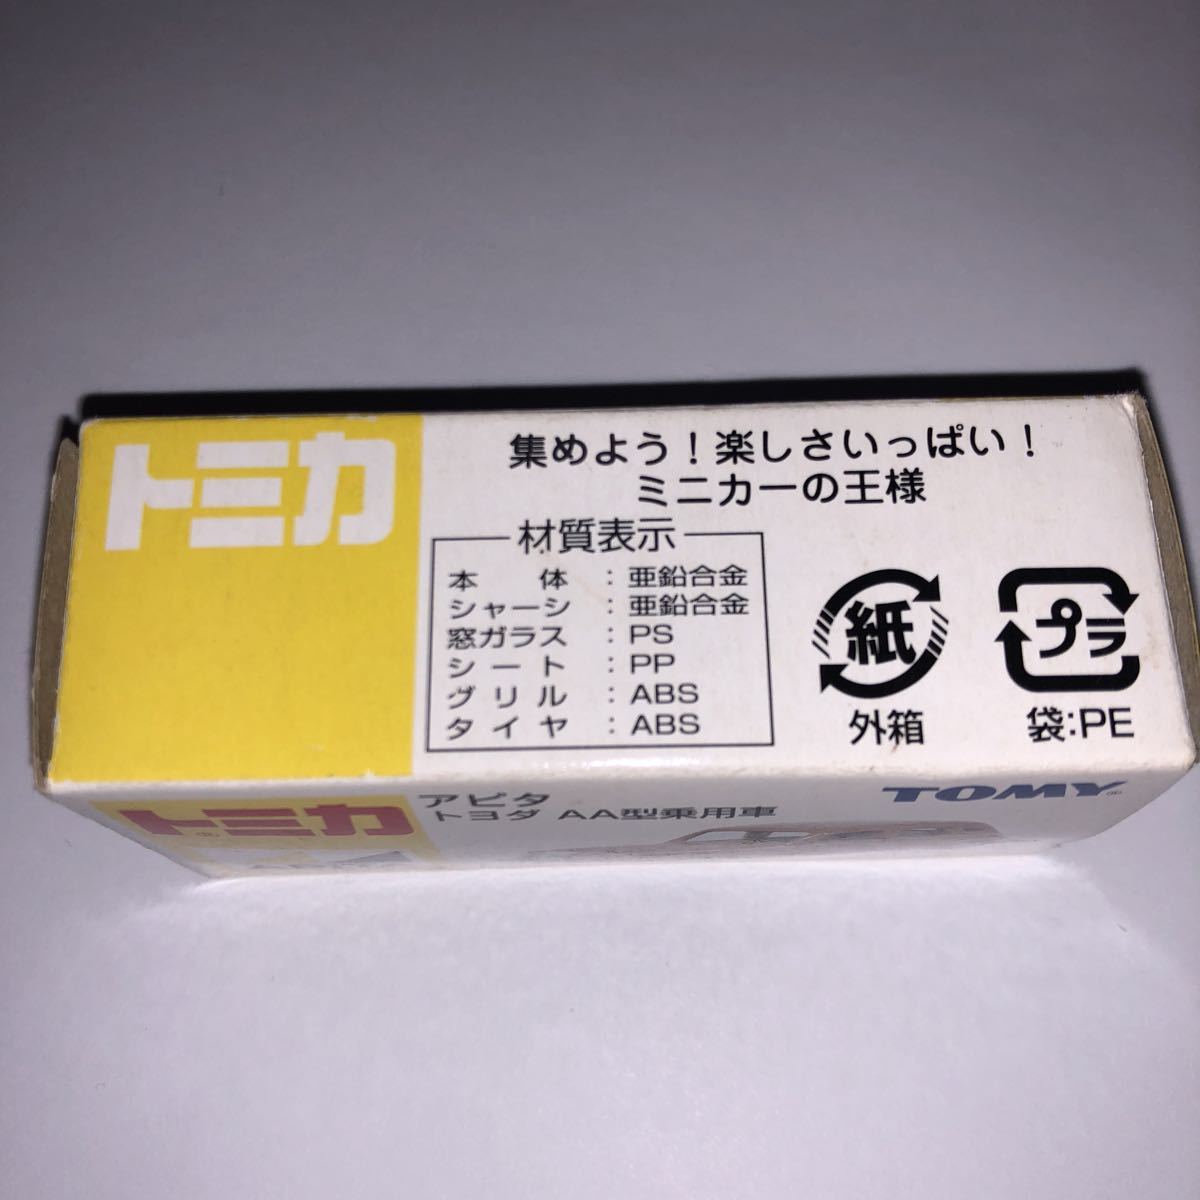 トミカ
集めよう！楽しさいっぱい！
ミニカーの王様
材質表示
本体：亜鉛合金
シャーシ：亜鉛合金
窓ガラス：PS
シート：PP
グリル：ABS
タイヤ：ABS
紙
外箱
プラ
袋:PE
トミカ®
アピタ
トヨダ AA型乗用車
TOMY®